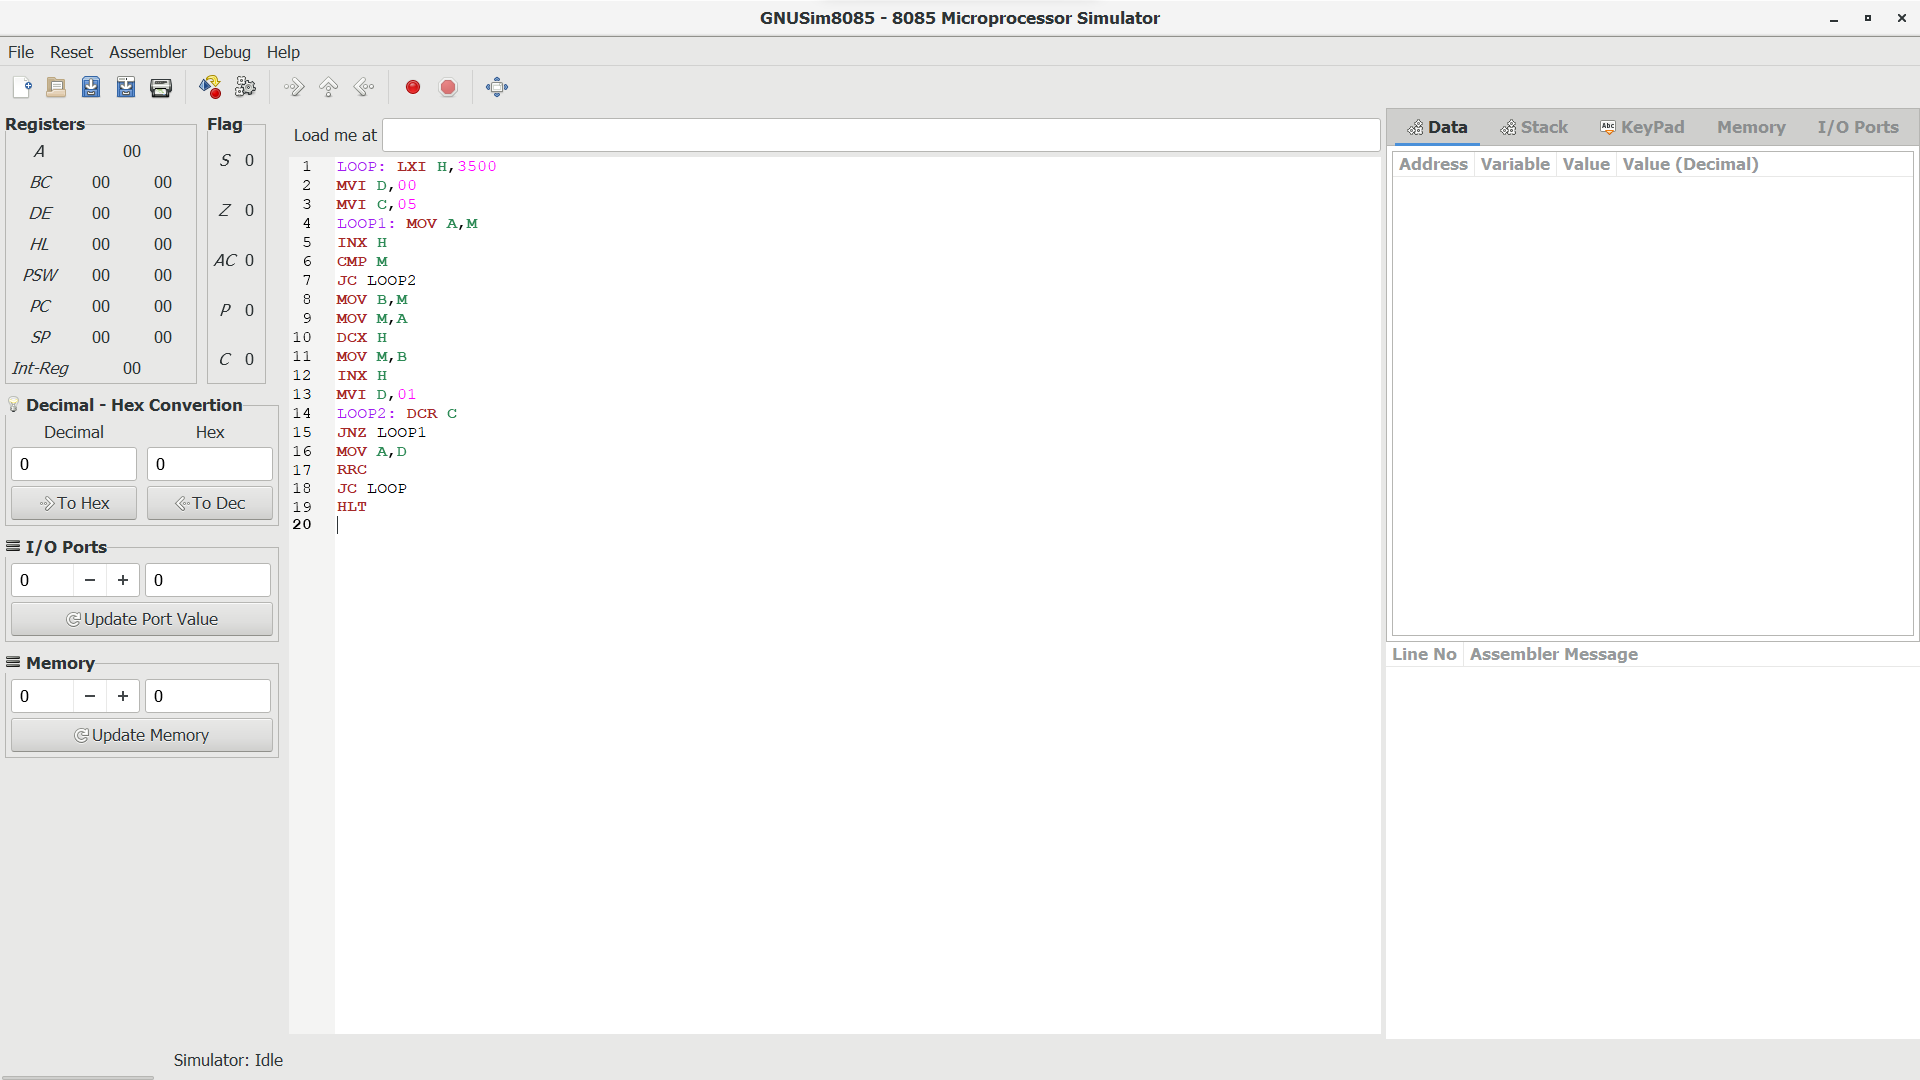 GNUSim8085 - 8085 Microprocessor Simulator
File Reset Assembler Debug Help
Registers
A 00
BC 00 00
DE 00 00
HL 00 00
PSW 00 00
PC 00 00
SP 00 00
Int-Reg 00
Flag
S 0
Z 0
AC 0
P 0
C 0
Decimal - Hex Convertion
Decimal Hex
0 0
To Hex To Dec
I/O Ports
0 − + 0
Update Port Value
Memory
0 − + 0
Update Memory
Load me at
1 LOOP: LXI H,3500
2 MVI D,00
3 MVI C,05
4 LOOP1: MOV A,M
5 INX H
6 CMP M
7 JC LOOP2
8 MOV B,M
9 MOV M,A
10 DCX H
11 MOV M,B
12 INX H
13 MVI D,01
14 LOOP2: DCR C
15 JNZ LOOP1
16 MOV A,D
17 RRC
18 JC LOOP
19 HLT
20
Data Stack Abc KeyPad Memory I/O Ports
Address Variable Value Value (Decimal)
Line No Assembler Message
Simulator: Idle